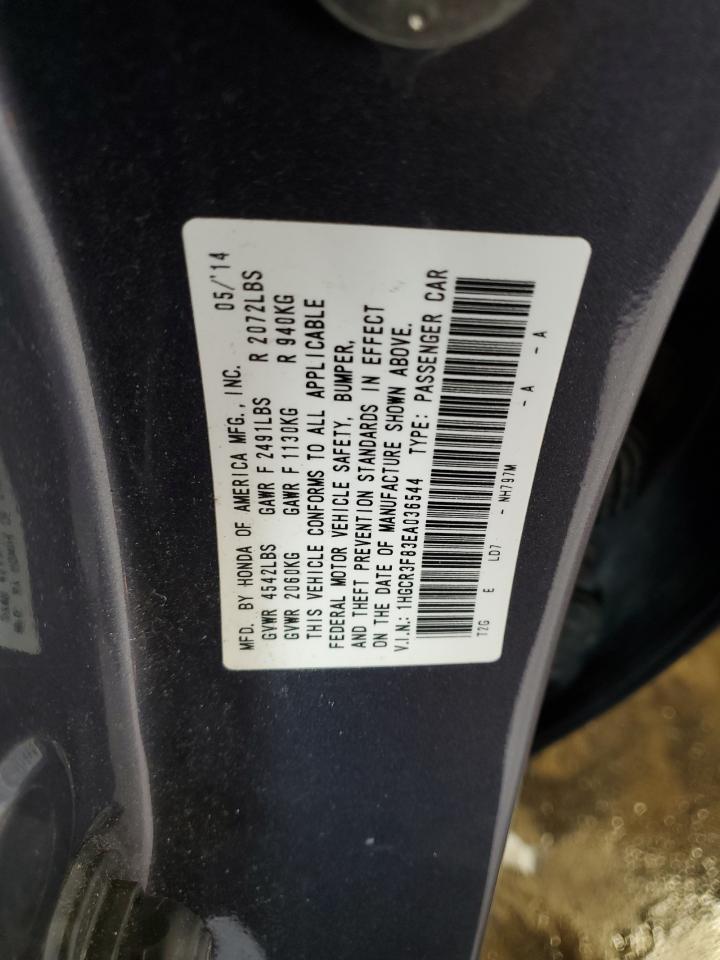 MFD. BY HONDA OF AMERICA MFG., INC. 05/'14
GVWR 4542LBS GAWR F 2491LBS R 2072LBS
GVWR 2060KG GAWR F 1130KG R 940KG
THIS VEHICLE CONFORMS TO ALL APPLICABLE
FEDERAL MOTOR VEHICLE SAFETY, BUMPER,
AND THEFT PREVENTION STANDARDS IN EFFECT
ON THE DATE OF MANUFACTURE SHOWN ABOVE.
V.I.N.: 1HGCR3F83EA036544 TYPE: PASSENGER CAR
T2G E LD7 - NH797M - A - A